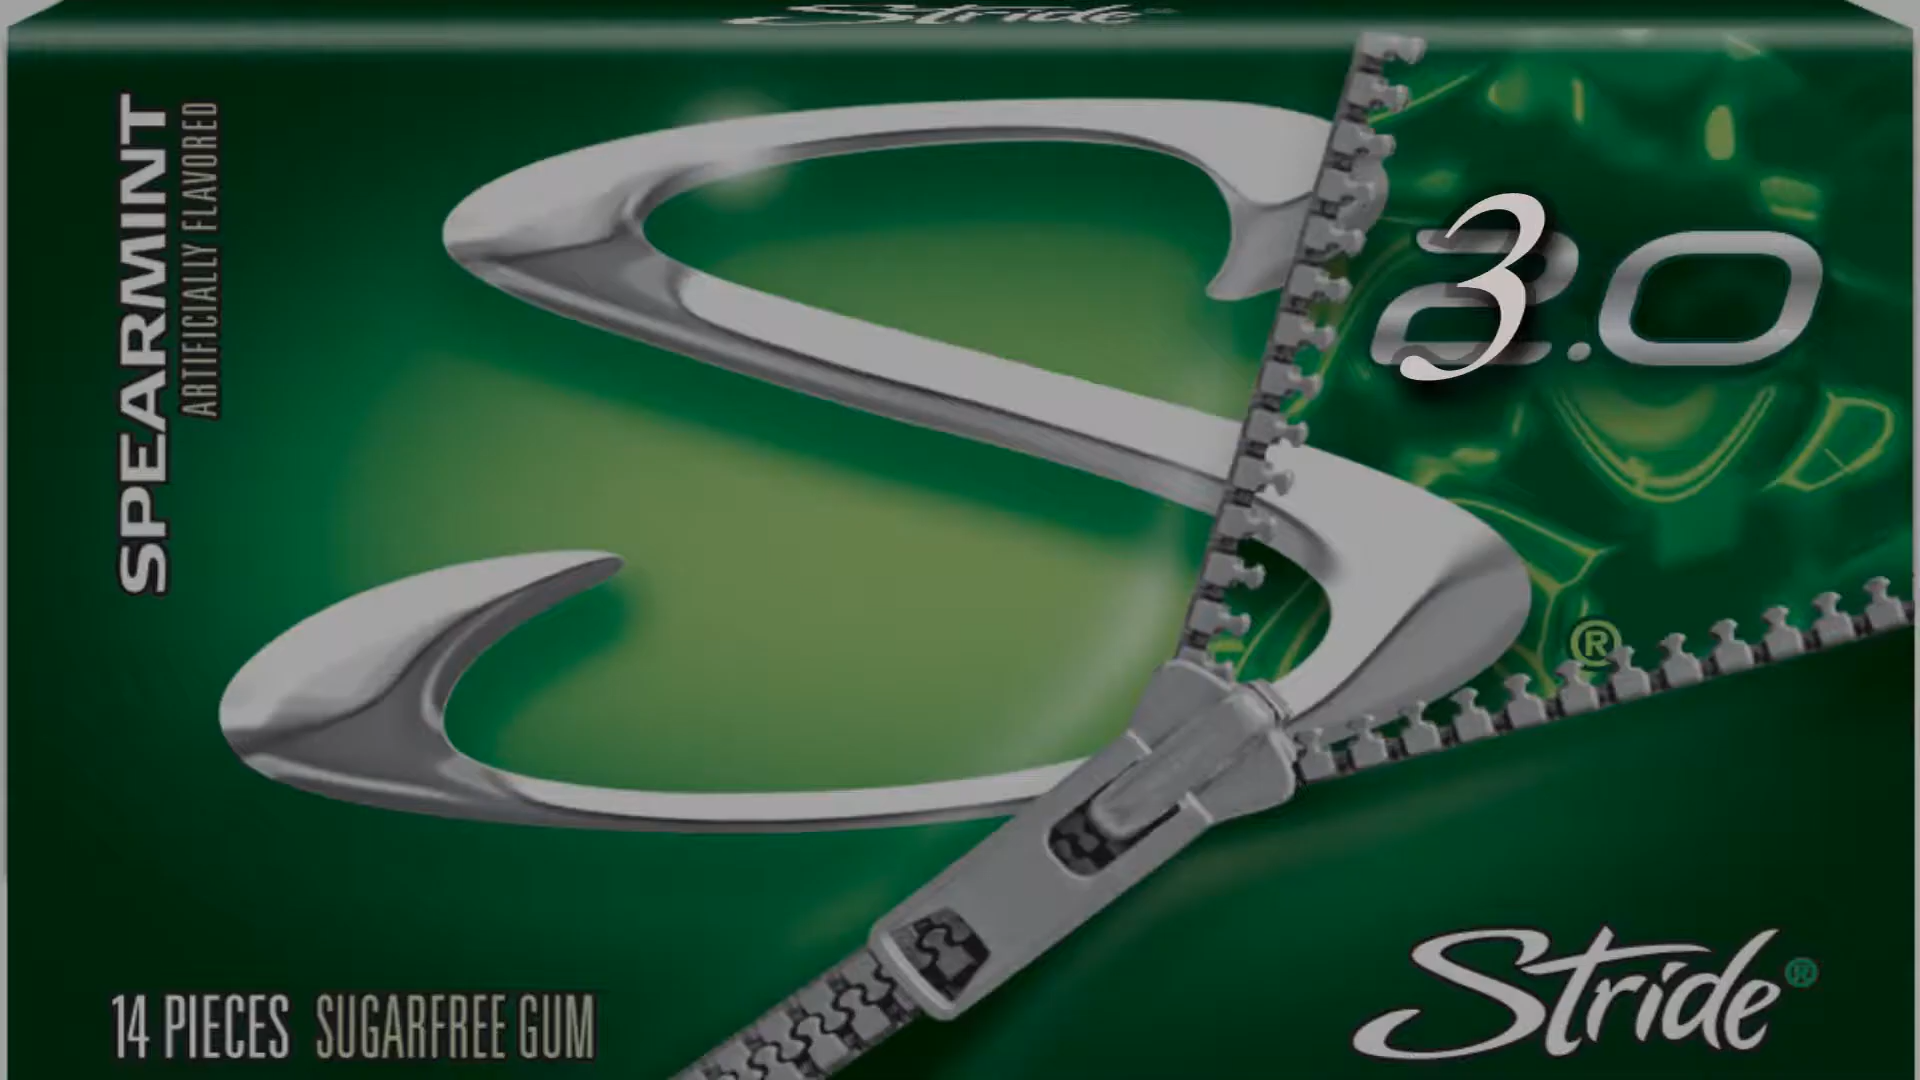 Stride
SPEARMINT
ARTIFICIALLY FLAVORED
S
3
2.0
®
14 PIECES SUGARFREE GUM
Stride®